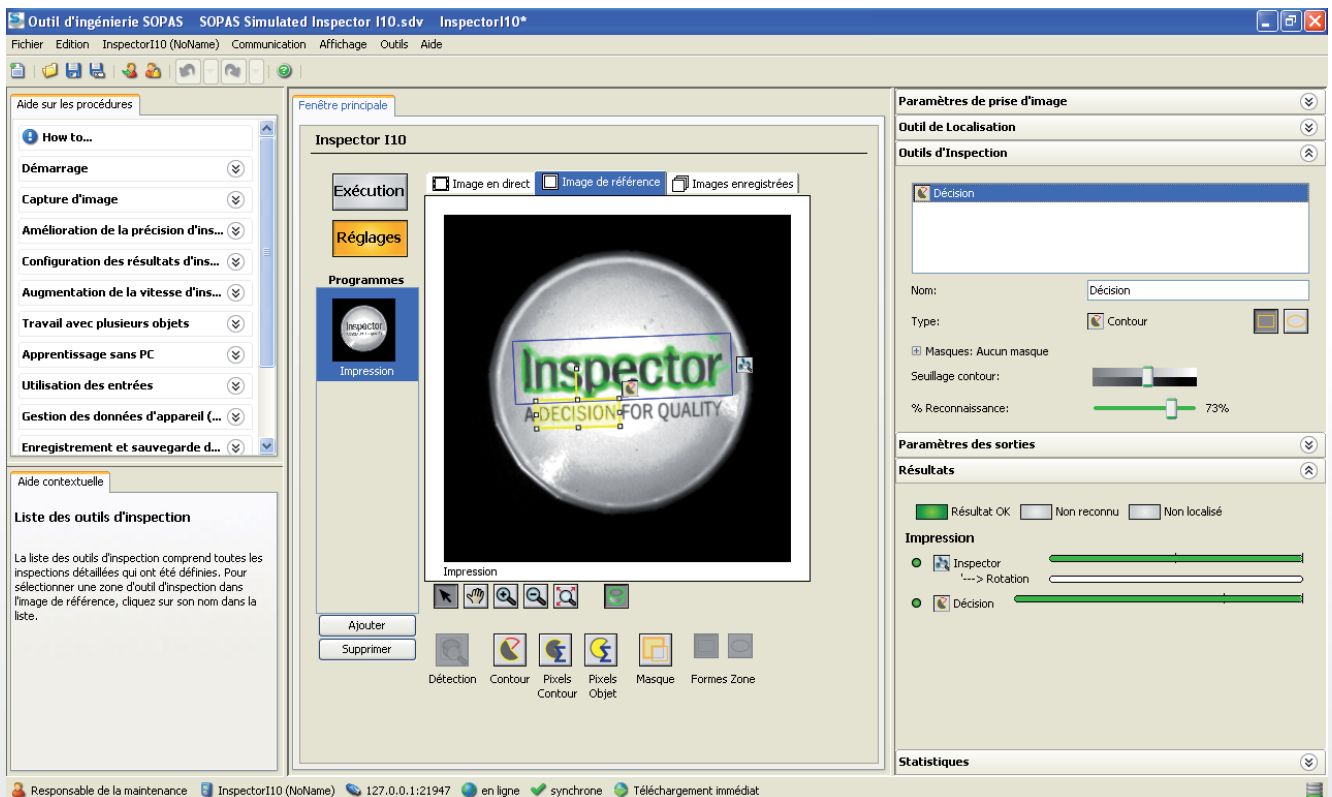 Outil d'ingénierie SOPAS SOPAS Simulated Inspector I10.sdv InspectorI10*
Fichier Edition InspectorI10 (NoName) Communication Affichage Outils Aide
Aide sur les procédures
How to...
Démarrage
Capture d'image
Amélioration de la précision d'ins...
Configuration des résultats d'ins...
Augmentation de la vitesse d'ins...
Travail avec plusieurs objets
Apprentissage sans PC
Utilisation des entrées
Gestion des données d'appareil (...
Enregistrement et sauvegarde d...
Aide contextuelle
Liste des outils d'inspection
La liste des outils d'inspection comprend toutes les
inspections détaillées qui ont été définies. Pour
sélectionner une zone d'outil d'inspection dans
l'image de référence, cliquez sur son nom dans la
liste.
Fenêtre principale
Inspector I10
Exécution
Réglages
Programmes
Inspector
Impression
Ajouter
Supprimer
Image en direct Image de référence Images enregistrées
Inspector
A DECISION FOR QUALITY
Impression
Détection Contour Pixels Contour Pixels Objet Masque Formes Zone
Paramètres de prise d'image
Outil de Localisation
Outils d'Inspection
Décision
Nom: Décision
Type: Contour
Masques: Aucun masque
Seuillage contour:
% Reconnaissance: 73%
Paramètres des sorties
Résultats
Résultat OK Non reconnu Non localisé
Impression
Inspector
'---> Rotation
Décision
Statistiques
Responsable de la maintenance InspectorI10 (NoName) 127.0.0.1:21947 en ligne synchrone Téléchargement immédiat